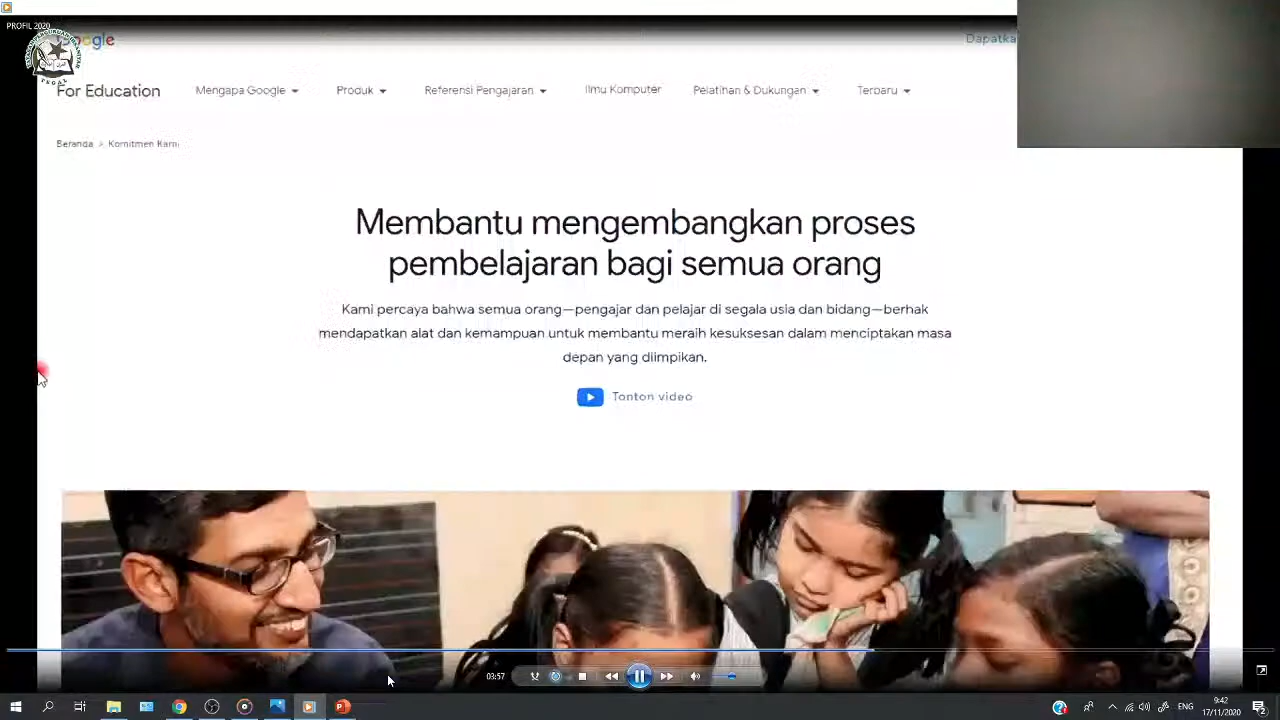 PROFIL 2020
Google
Dapatka
For Education
Mengapa Google
Produk
Referensi Pengajaran
Ilmu Komputer
Pelatihan & Dukungan
Terbaru
Beranda > Komitmen Kami
Membantu mengembangkan proses
pembelajaran bagi semua orang
Kami percaya bahwa semua orang—pengajar dan pelajar di segala usia dan bidang—berhak
mendapatkan alat dan kemampuan untuk membantu meraih kesuksesan dalam menciptakan masa
depan yang diimpikan.
Tonton video
03:57
ENG
9:42
17/11/2020